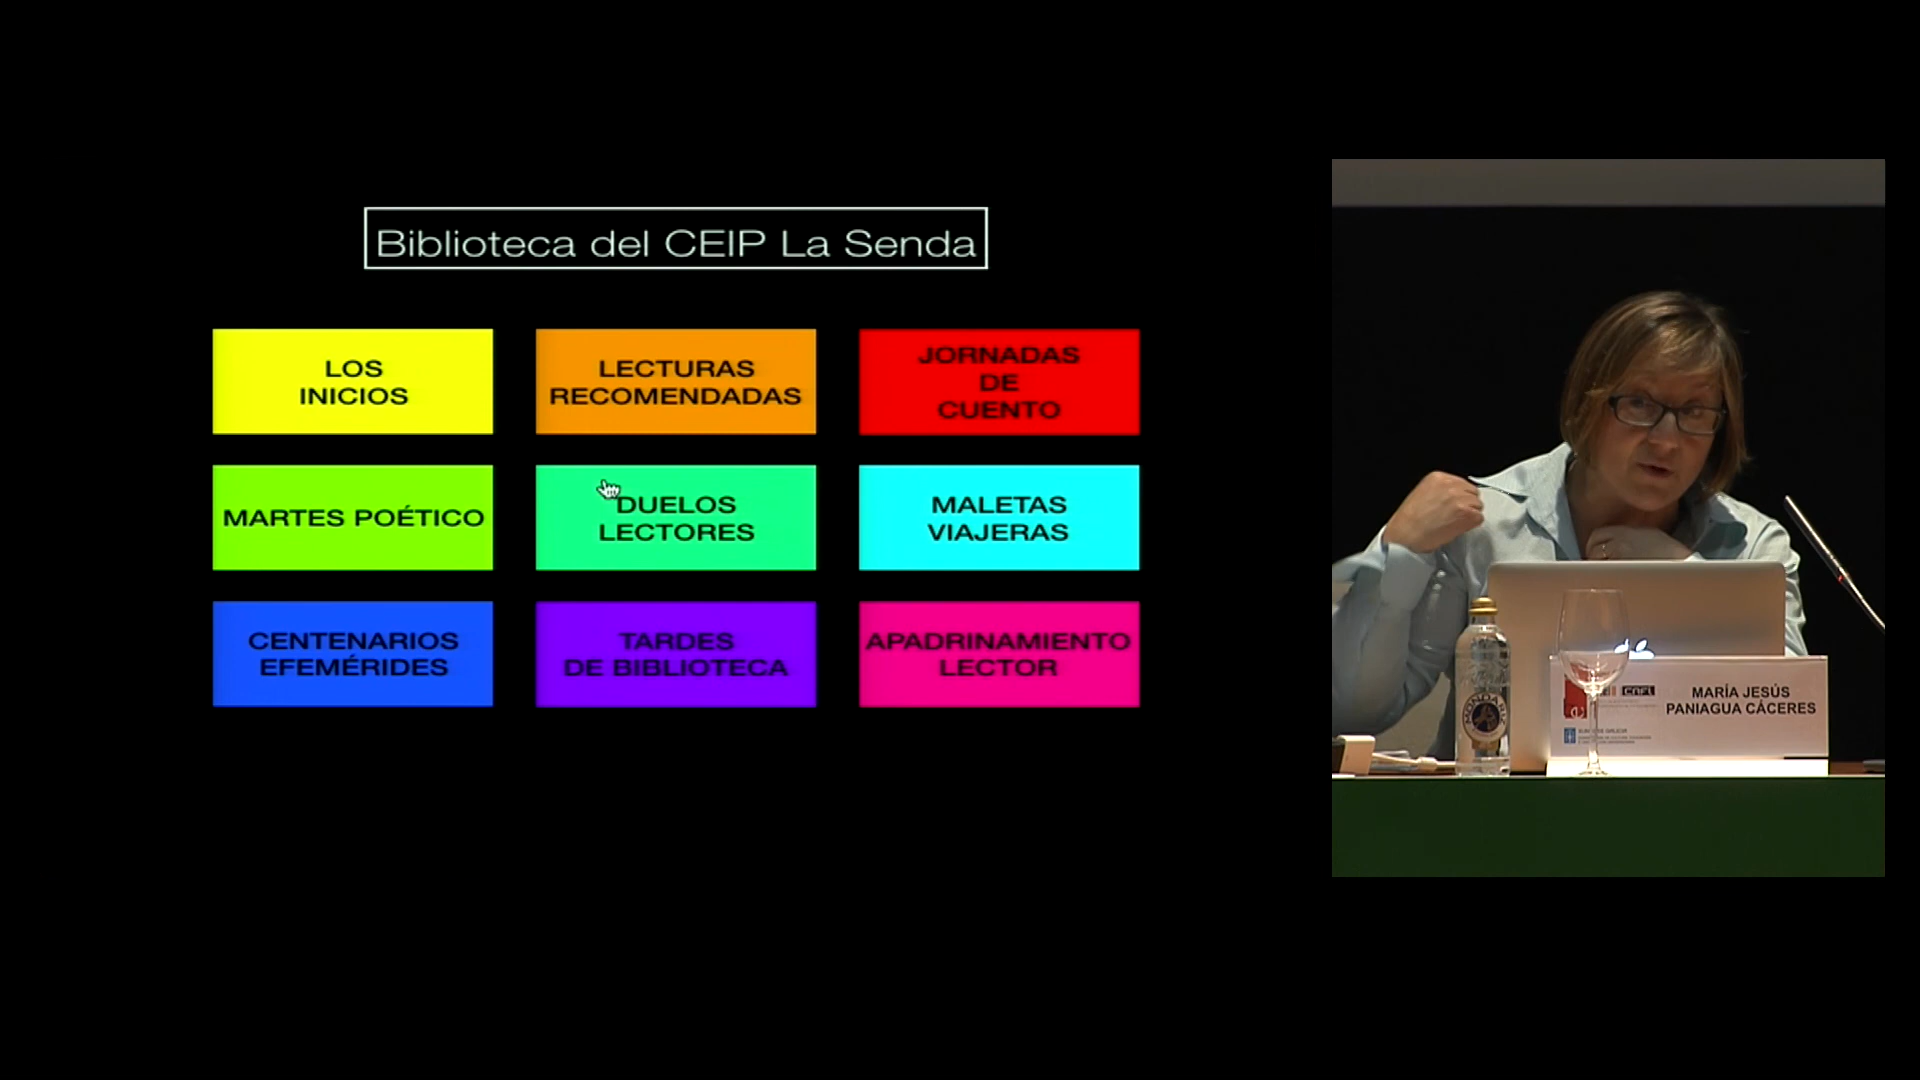 Biblioteca del CEIP La Senda
LOS
INICIOS
LECTURAS
RECOMENDADAS
JORNADAS
DE
CUENTO
MARTES POÉTICO
DUELOS
LECTORES
MALETAS
VIAJERAS
CENTENARIOS
EFEMÉRIDES
TARDES
DE BIBLIOTECA
APADRINAMIENTO
LECTOR
MARÍA JESÚS
PANIAGUA CÁCERES
MONDARIZ